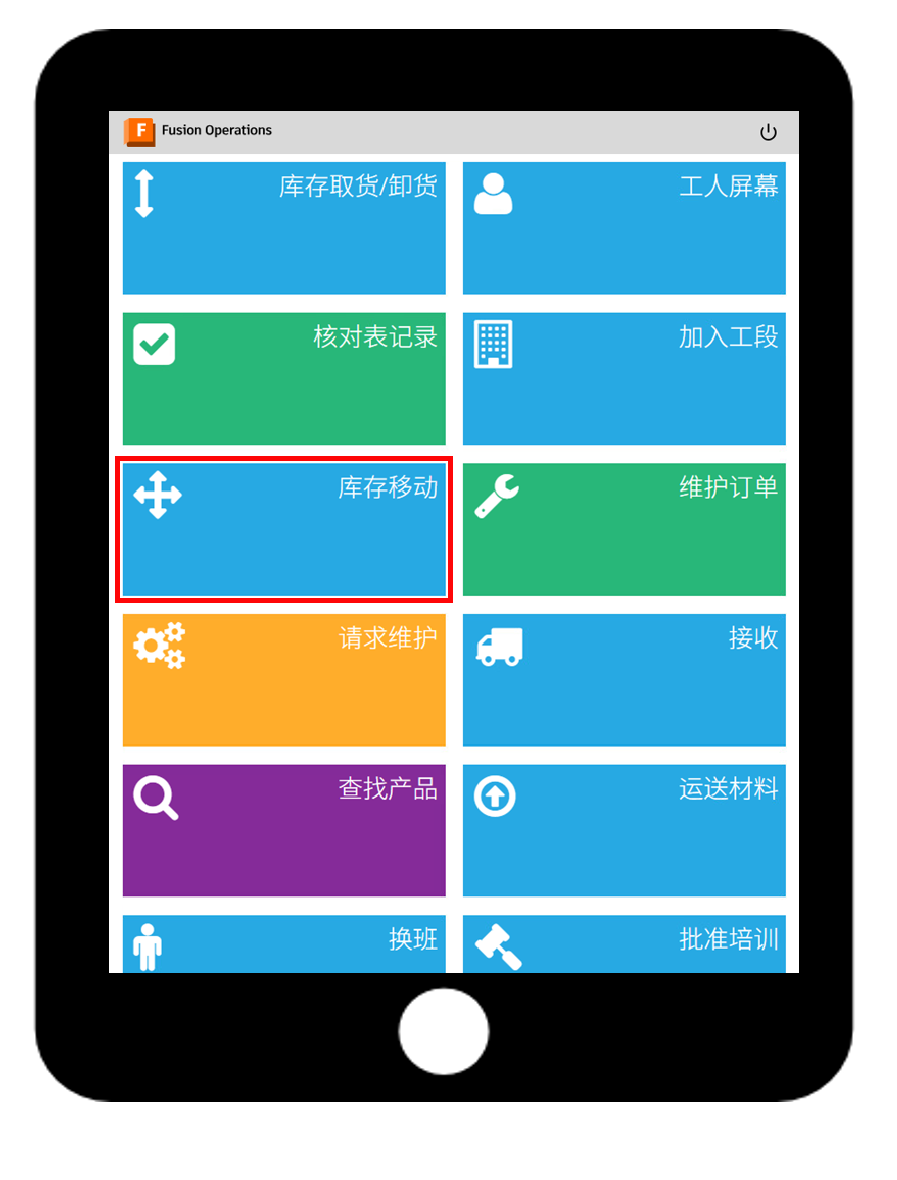 F Fusion Operations
库存取货/卸货
工人屏幕
核对表记录
加入工段
库存移动
维护订单
请求维护
接收
查找产品
运送材料
换班
批准培训